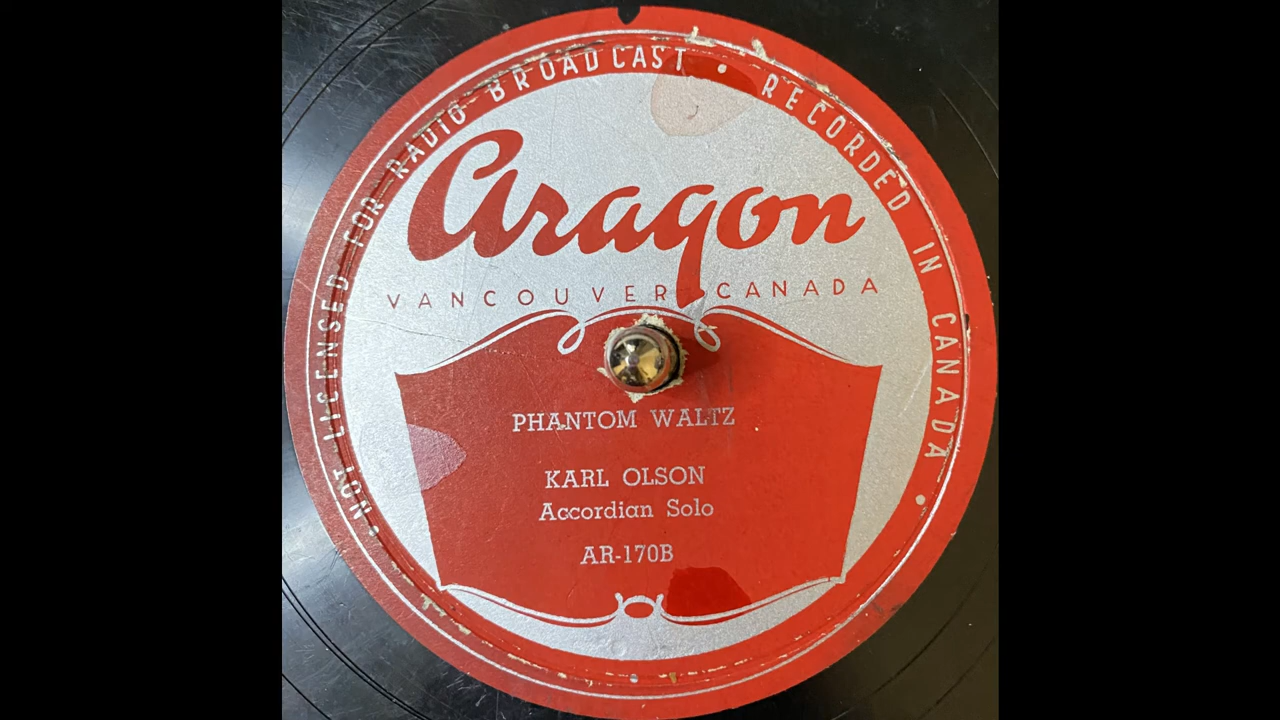 • NOT LICENSED FOR RADIO BROADCAST • RECORDED IN CANADA •
Aragon
VANCOUVER CANADA
PHANTOM WALTZ
KARL OLSON
Accordian Solo
AR-170B